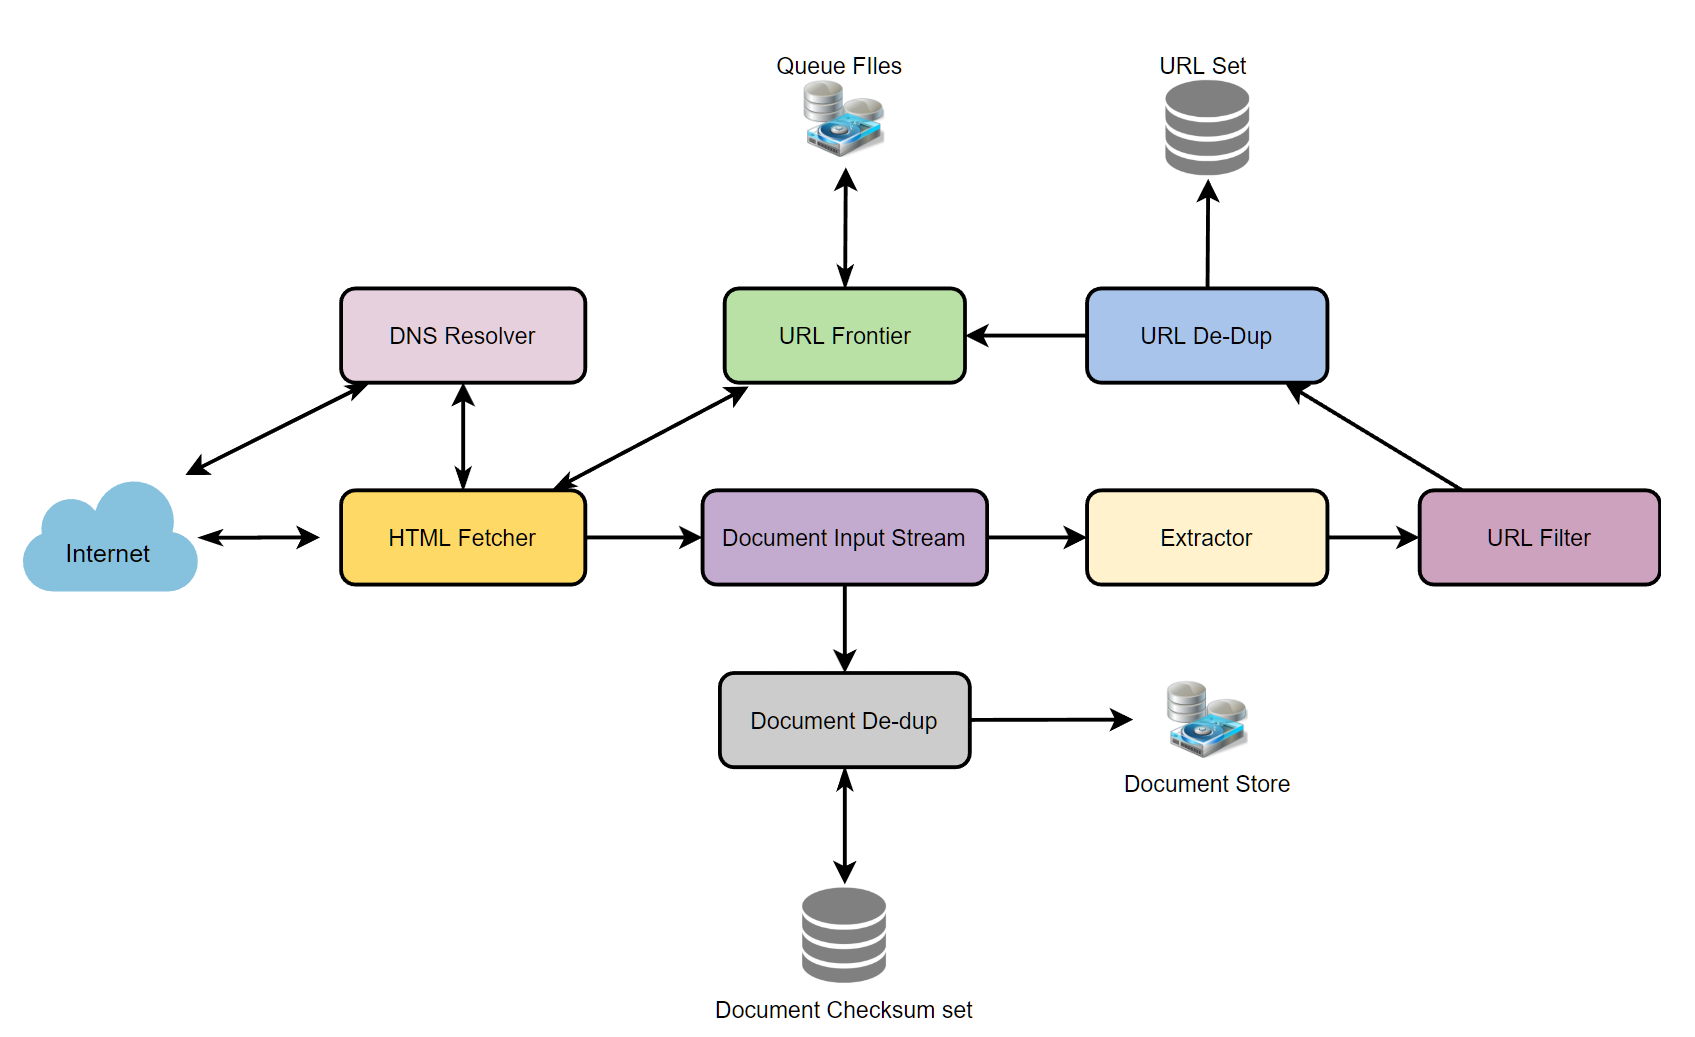 Queue FIles
URL Set
DNS Resolver
URL Frontier
URL De-Dup
Internet
HTML Fetcher
Document Input Stream
Extractor
URL Filter
Document De-dup
Document Store
Document Checksum set